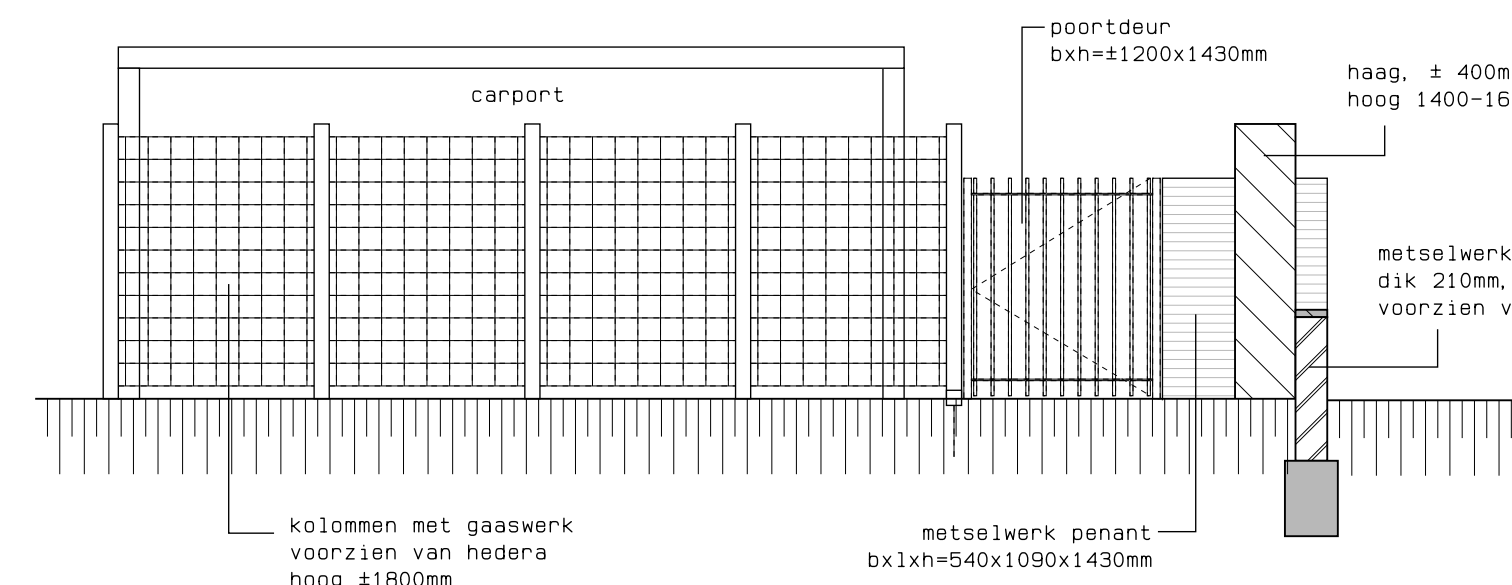 poortdeur
bxh=±1200x1430mm
haag, ± 400m
hoog 1400-16
carport
metselwerk
dik 210mm,
voorzien v
kolommen met gaaswerk
voorzien van hedera
hoog ±1800mm
metselwerk penant
bxlxh=540x1090x1430mm